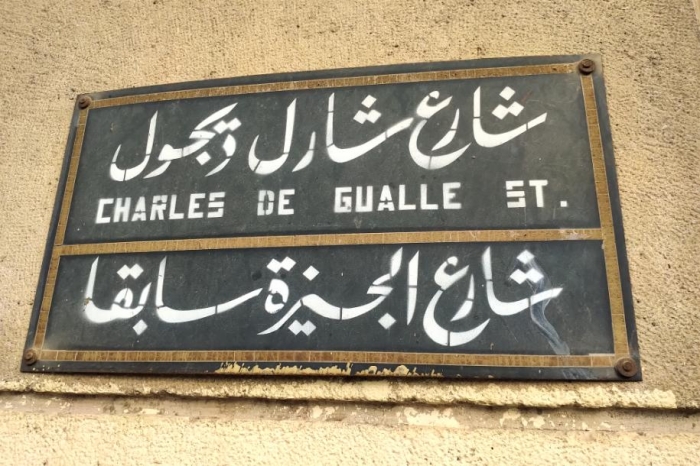 شارع شارل ديجول
CHARLES DE GUALLE ST.
شارع الجيزة سابقا